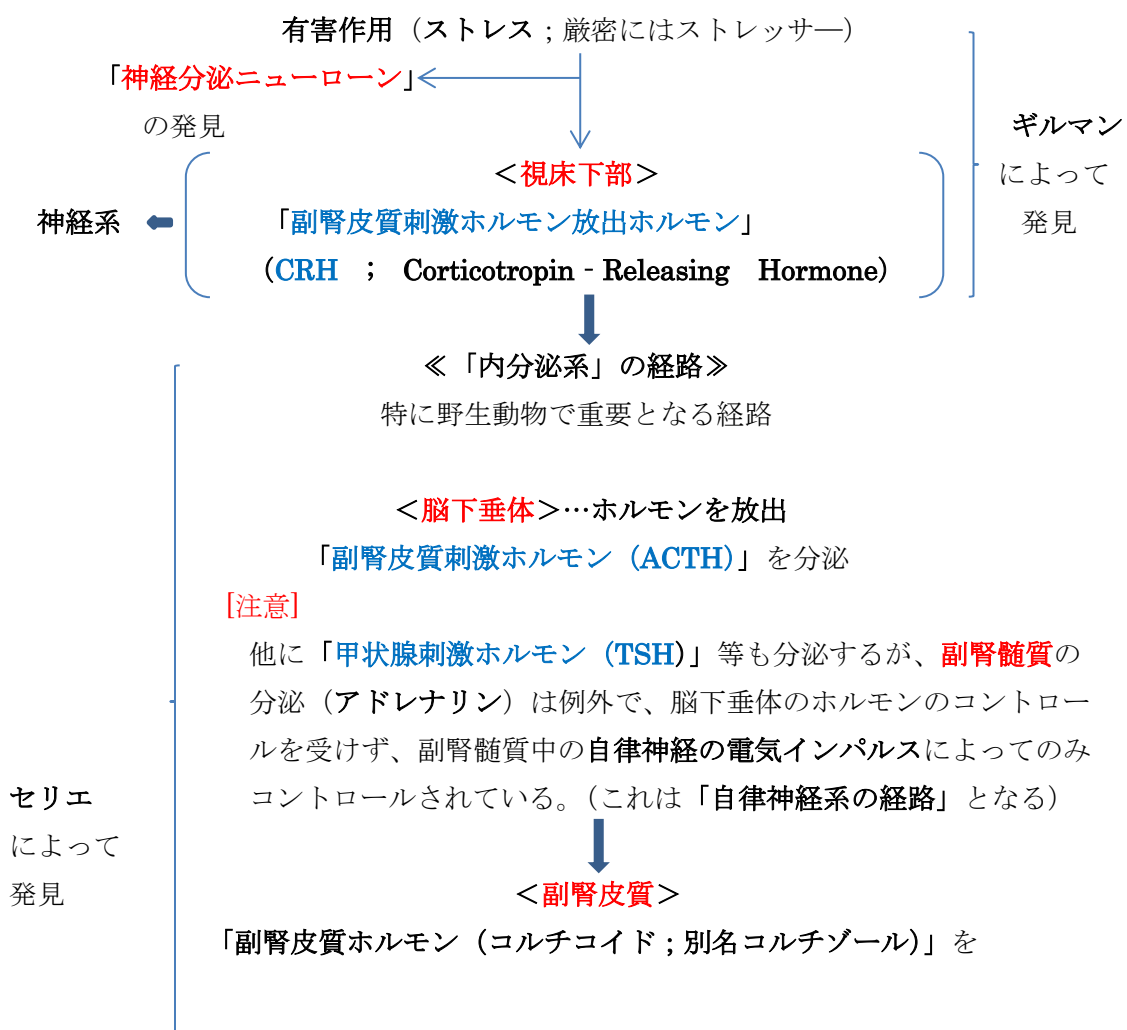 有害作用（ストレス；厳密にはストレッサ―）
「神経分泌ニューローン」
の発見
ギルマン
によって
発見
＜視床下部＞
神経系
「副腎皮質刺激ホルモン放出ホルモン」
（CRH　；　Corticotropin‐Releasing　Hormone）
≪「内分泌系」の経路≫
特に野生動物で重要となる経路
＜脳下垂体＞…ホルモンを放出
「副腎皮質刺激ホルモン（ACTH）」を分泌
[注意]
他に「甲状腺刺激ホルモン（TSH）」等も分泌するが、副腎髄質の
分泌（アドレナリン）は例外で、脳下垂体のホルモンのコントロー
ルを受けず、副腎髄質中の自律神経の電気インパルスによってのみ
コントロールされている。（これは「自律神経系の経路」となる）
セリエ
によって
発見
＜副腎皮質＞
「副腎皮質ホルモン（コルチコイド；別名コルチゾール）」を